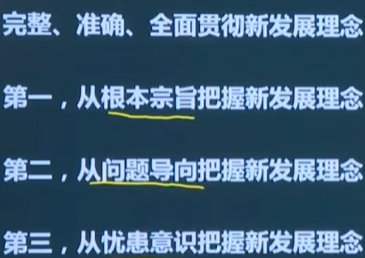 完整、准确、全面贯彻新发展理念
第一，从根本宗旨把握新发展理念
第二，从问题导向把握新发展理念
第三，从忧患意识把握新发展理念